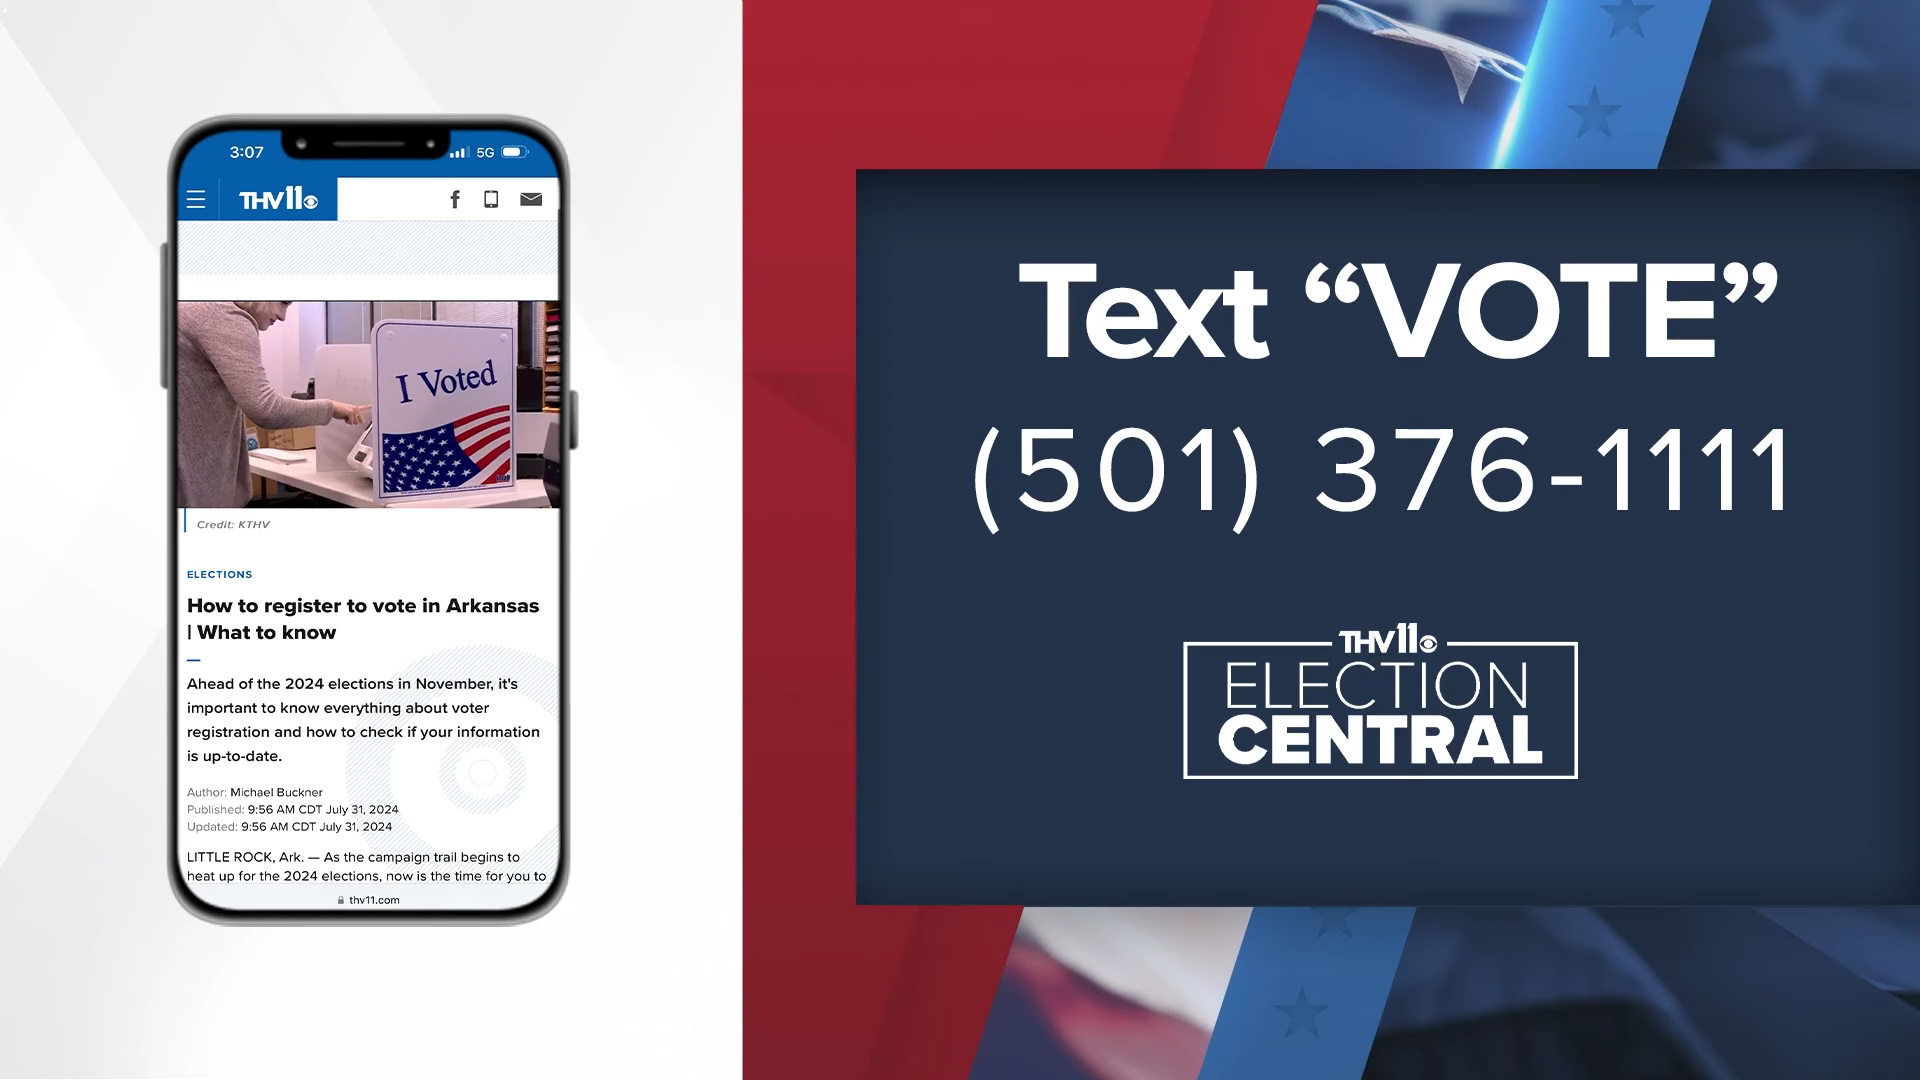 3:07
5G
THV11
I Voted
Credit: KTHV
ELECTIONS
How to register to vote in Arkansas
| What to know
Ahead of the 2024 elections in November, it's
important to know everything about voter
registration and how to check if your information
is up-to-date.
Author: Michael Buckner
Published: 9:56 AM CDT July 31, 2024
Updated: 9:56 AM CDT July 31, 2024
LITTLE ROCK, Ark. — As the campaign trail begins to
heat up for the 2024 elections, now is the time for you to
thv11.com
Text “VOTE”
(501) 376-1111
THV11
ELECTION
CENTRAL